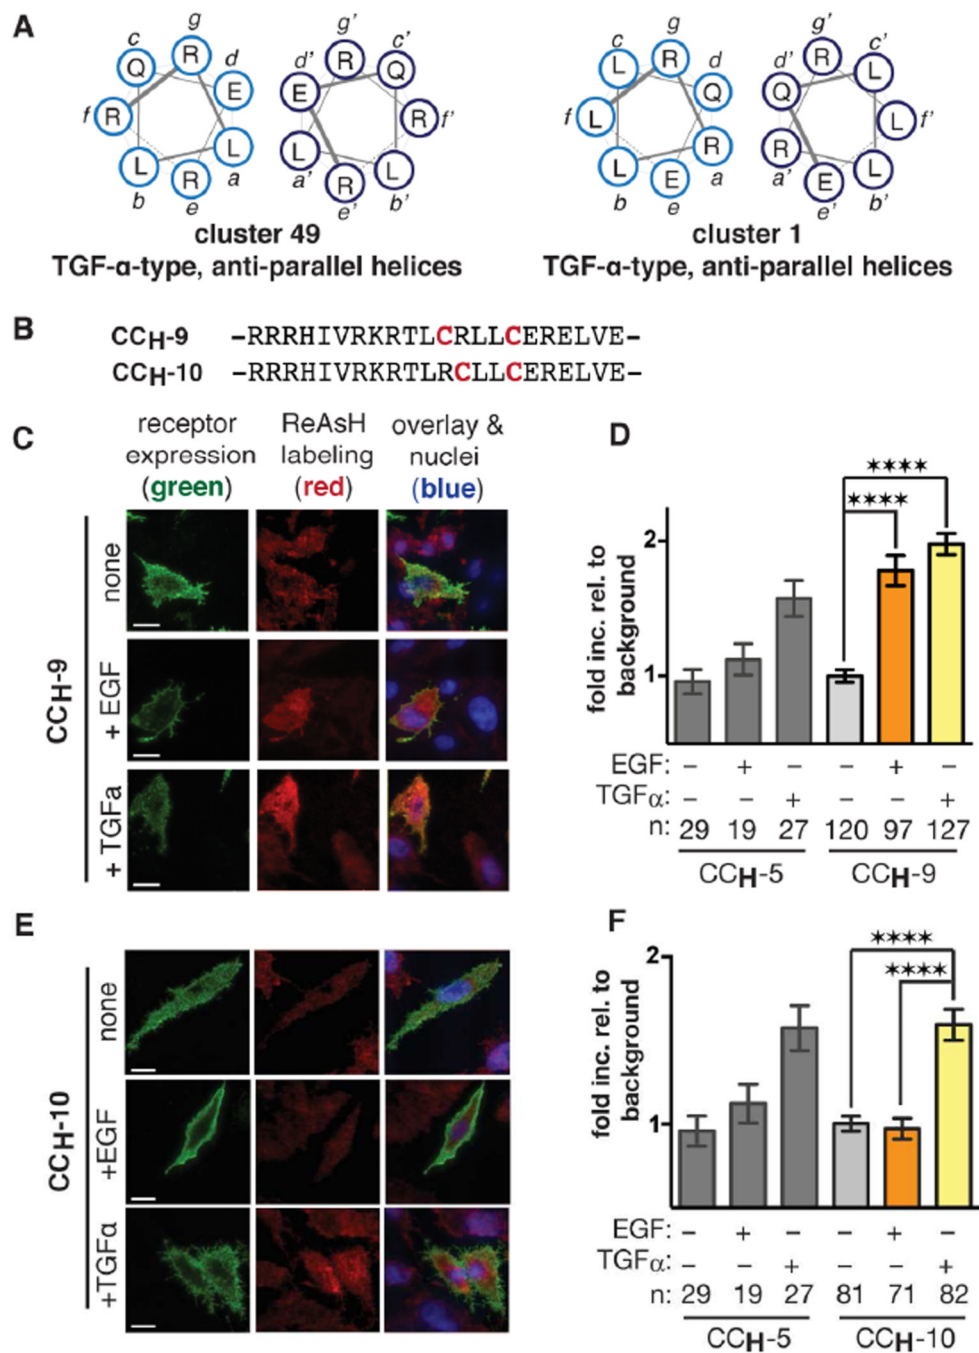 A
c g d Q R E f R L L R b e a
g' c' d' R Q E R f' L L R a' b' e'
c g d L R Q f L R L E b e a
g' c' d' R L Q L f' R L E a' b' e'
cluster 49
TGF-α-type, anti-parallel helices
cluster 1
TGF-α-type, anti-parallel helices
B
CCH-9 –RRRHIVRKRTLCRLLCERELVE–
CCH-10 –RRRHIVRKRTLRCLLCERELVE–
C
receptor expression (green)
ReAsH labeling (red)
overlay & nuclei (blue)
CCH-9
none
+ EGF
+ TGFa
D
fold inc. rel. to background
2
1
✶✶✶✶
✶✶✶✶
EGF: – + – – + –
TGFα: – – + – – +
n: 29 19 27 120 97 127
CCH-5 CCH-9
E
CCH-10
none
+EGF
+TGFα
F
fold inc. rel. to background
2
1
✶✶✶✶
✶✶✶✶
EGF: – + – – + –
TGFα: – – + – – +
n: 29 19 27 81 71 82
CCH-5 CCH-10